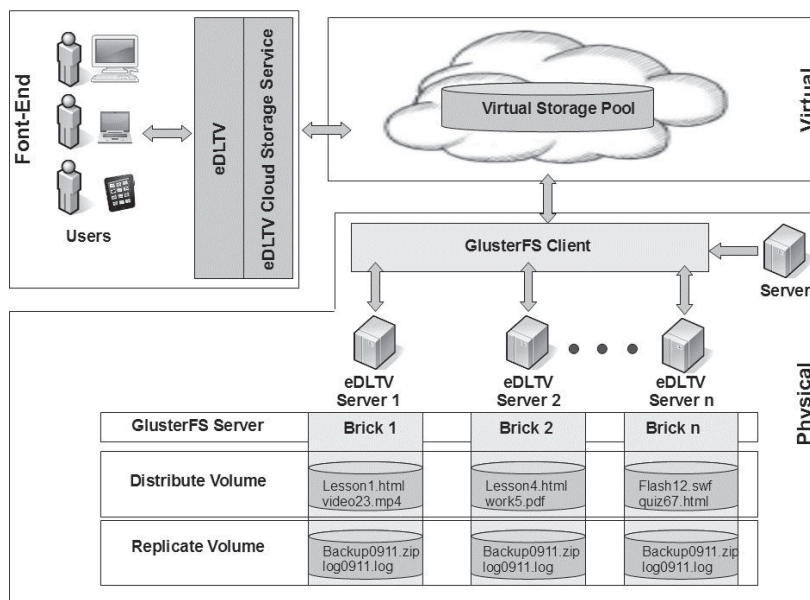 Font-End
Users
eDLTV
eDLTV Cloud Storage Service
Virtual Storage Pool
Virtual
GlusterFS Client
Server
eDLTV
Server 1
eDLTV
Server 2
eDLTV
Server n
Physical
GlusterFS Server
Brick 1
Brick 2
Brick n
Distribute Volume
Lesson1.html
video23.mp4
Lesson4.html
work5.pdf
Flash12.swf
quiz67.html
Replicate Volume
Backup0911.zip
log0911.log
Backup0911.zip
log0911.log
Backup0911.zip
log0911.log